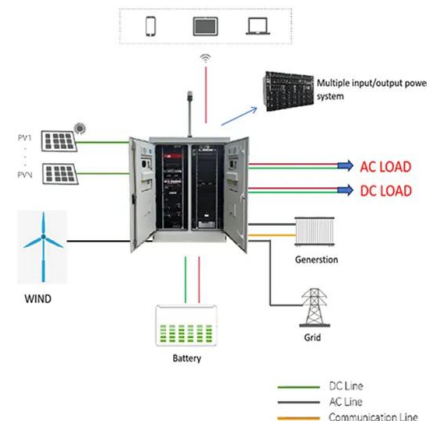 Multiple input/output power
system
PV1
PVN
AC LOAD
DC LOAD
Generstion
WIND
Grid
Battery
DC Line
AC Line
Communication Line